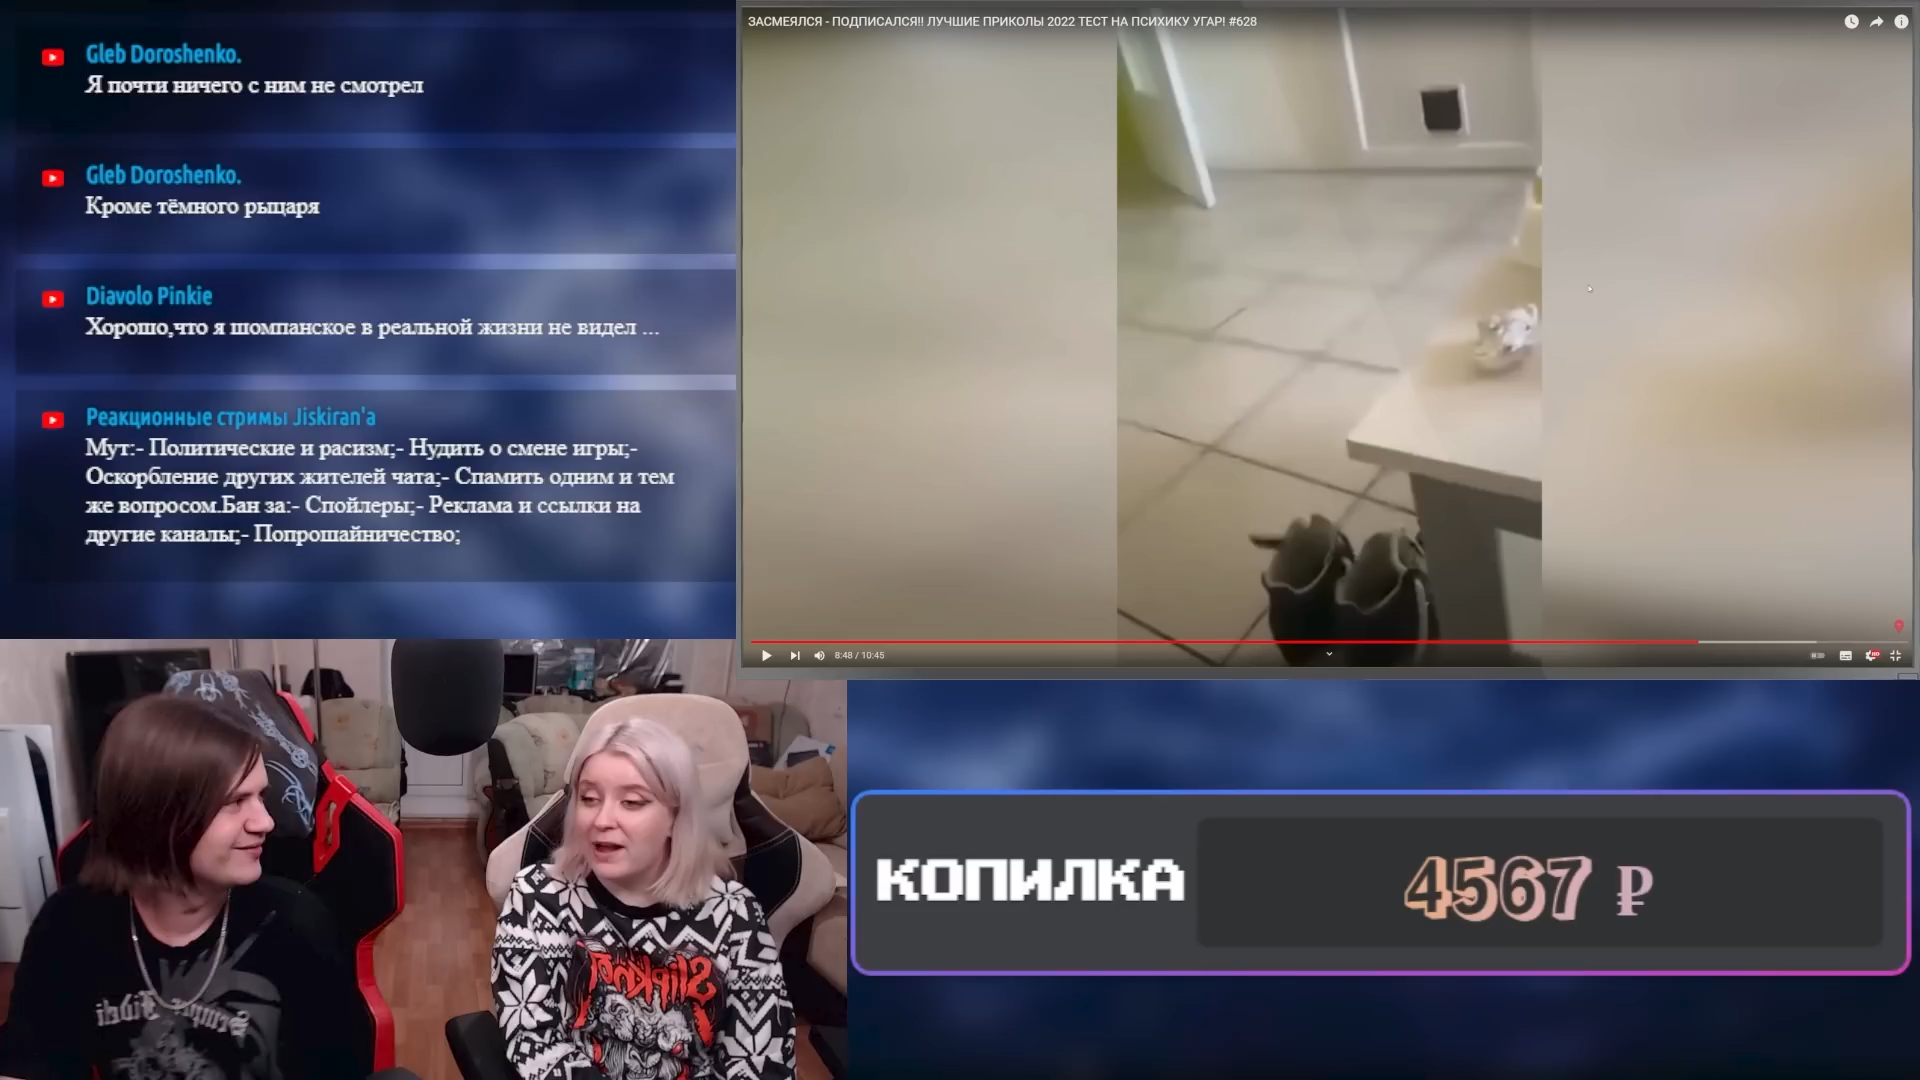 Gleb Doroshenko.
Я почти ничего с ним не смотрел
Gleb Doroshenko.
Кроме тёмного рыцаря
Diavolo Pinkie
Хорошо,что я шомпанское в реальной жизни не видел ...
Реакционные стримы Jiskiran'a
Мут:- Политические и расизм;- Нудить о смене игры;-
Оскорбление других жителей чата;- Спамить одним и тем
же вопросом.Бан за:- Спойлеры;- Реклама и ссылки на
другие каналы;- Попрошайничество;
ЗАСМЕЯЛСЯ - ПОДПИСАЛСЯ!! ЛУЧШИЕ ПРИКОЛЫ 2022 ТЕСТ НА ПСИХИКУ УГАР! #628
8:48 / 10:45
КОПИЛКА
4567 ₽
Slipknot
Semper Fidelis